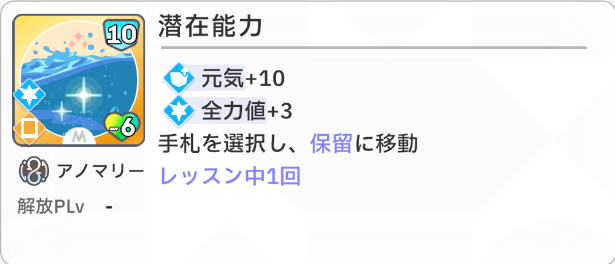 潜在能力
10
-6
M
元気+10
全力値+3
手札を選択し、保留に移動
レッスン中1回
アノマリー
解放PLv -